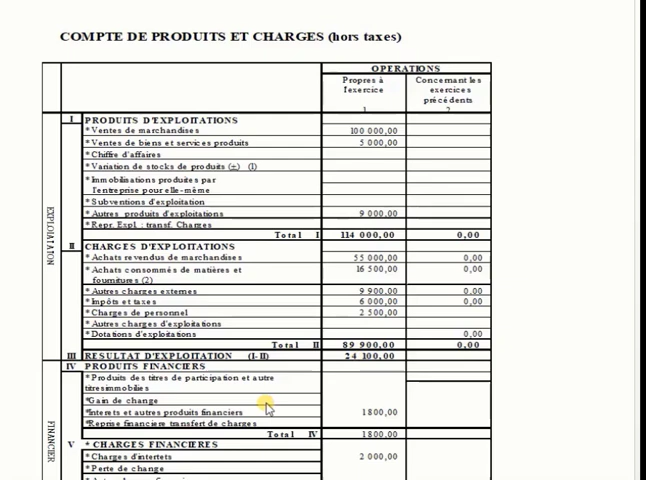 COMPTE DE PRODUITS ET CHARGES (hors taxes)
OPERATIONS
Propres à l'exercice 1
Concernant les exercices précédents 2
EXPLOITATION
I PRODUITS D'EXPLOITATIONS
* Ventes de marchandises 100 000,00
* Ventes de biens et services produits 5 000,00
* Chiffre d'affaires
* Variation de stocks de produits (±) (1)
* Immobilisations produites par
l'entreprise pour elle-même
* Subventions d'exploitation
* Autres produits d'exploitations 9 000,00
* Repr. Expl : transf. Charges
Total I 114 000,00 0,00
II CHARGES D'EXPLOITATIONS
* Achats revendus de marchandises 55 000,00 0,00
* Achats consommés de matières et 16 500,00 0,00
fournitures (2)
* Autres charges externes 9 900,00 0,00
* Impôts et taxes 6 000,00 0,00
* Charges de personnel 2 500,00
* Autres charges d'exploitations
* Dotations d'exploitations 0,00
Total II 89 900,00 0,00
III RESULTAT D'EXPLOITATION (I-II) 24 100,00
FINANCIER
IV PRODUITS FINANCIERS
* Produits des titres de participation et autre
titresimmobilies
*Gain de change
*Interets et autres produits financiers 1800,00
*Reprise financiere transfert de charges
Total IV 1800,00
V * CHARGES FINANCIERES
* Charges d'intertets 2 000,00
* Perte de change